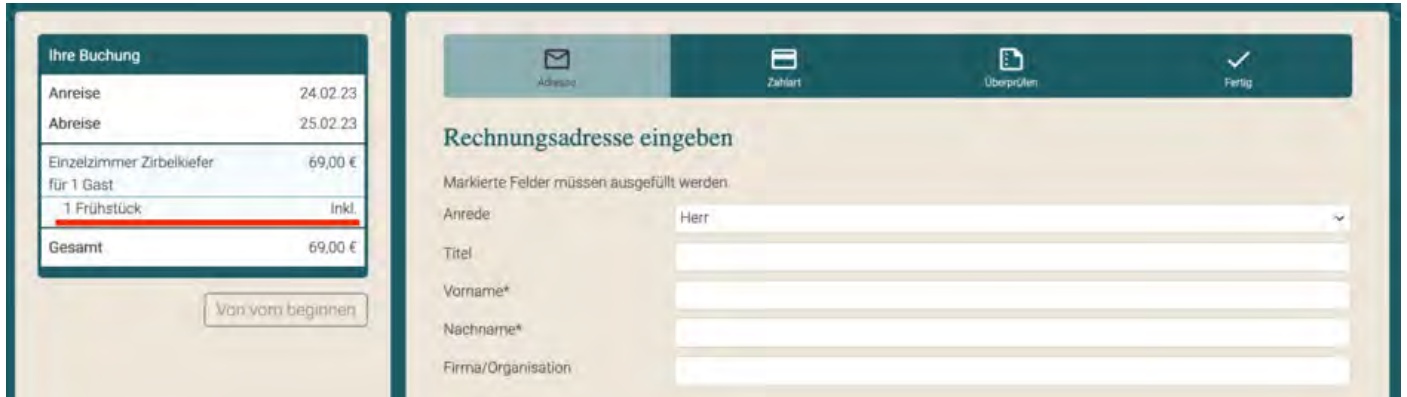 Ihre Buchung
Anreise 24.02.23
Abreise 25.02.23
Einzelzimmer Zirbelkiefer 69,00 €
für 1 Gast
1 Frühstück Inkl.
Gesamt 69,00 €
Von vorn beginnen
Adresse Zahlart Überprüfen Fertig
Rechnungsadresse eingeben
Markierte Felder müssen ausgefüllt werden.
Anrede Herr
Titel
Vorname*
Nachname*
Firma/Organisation